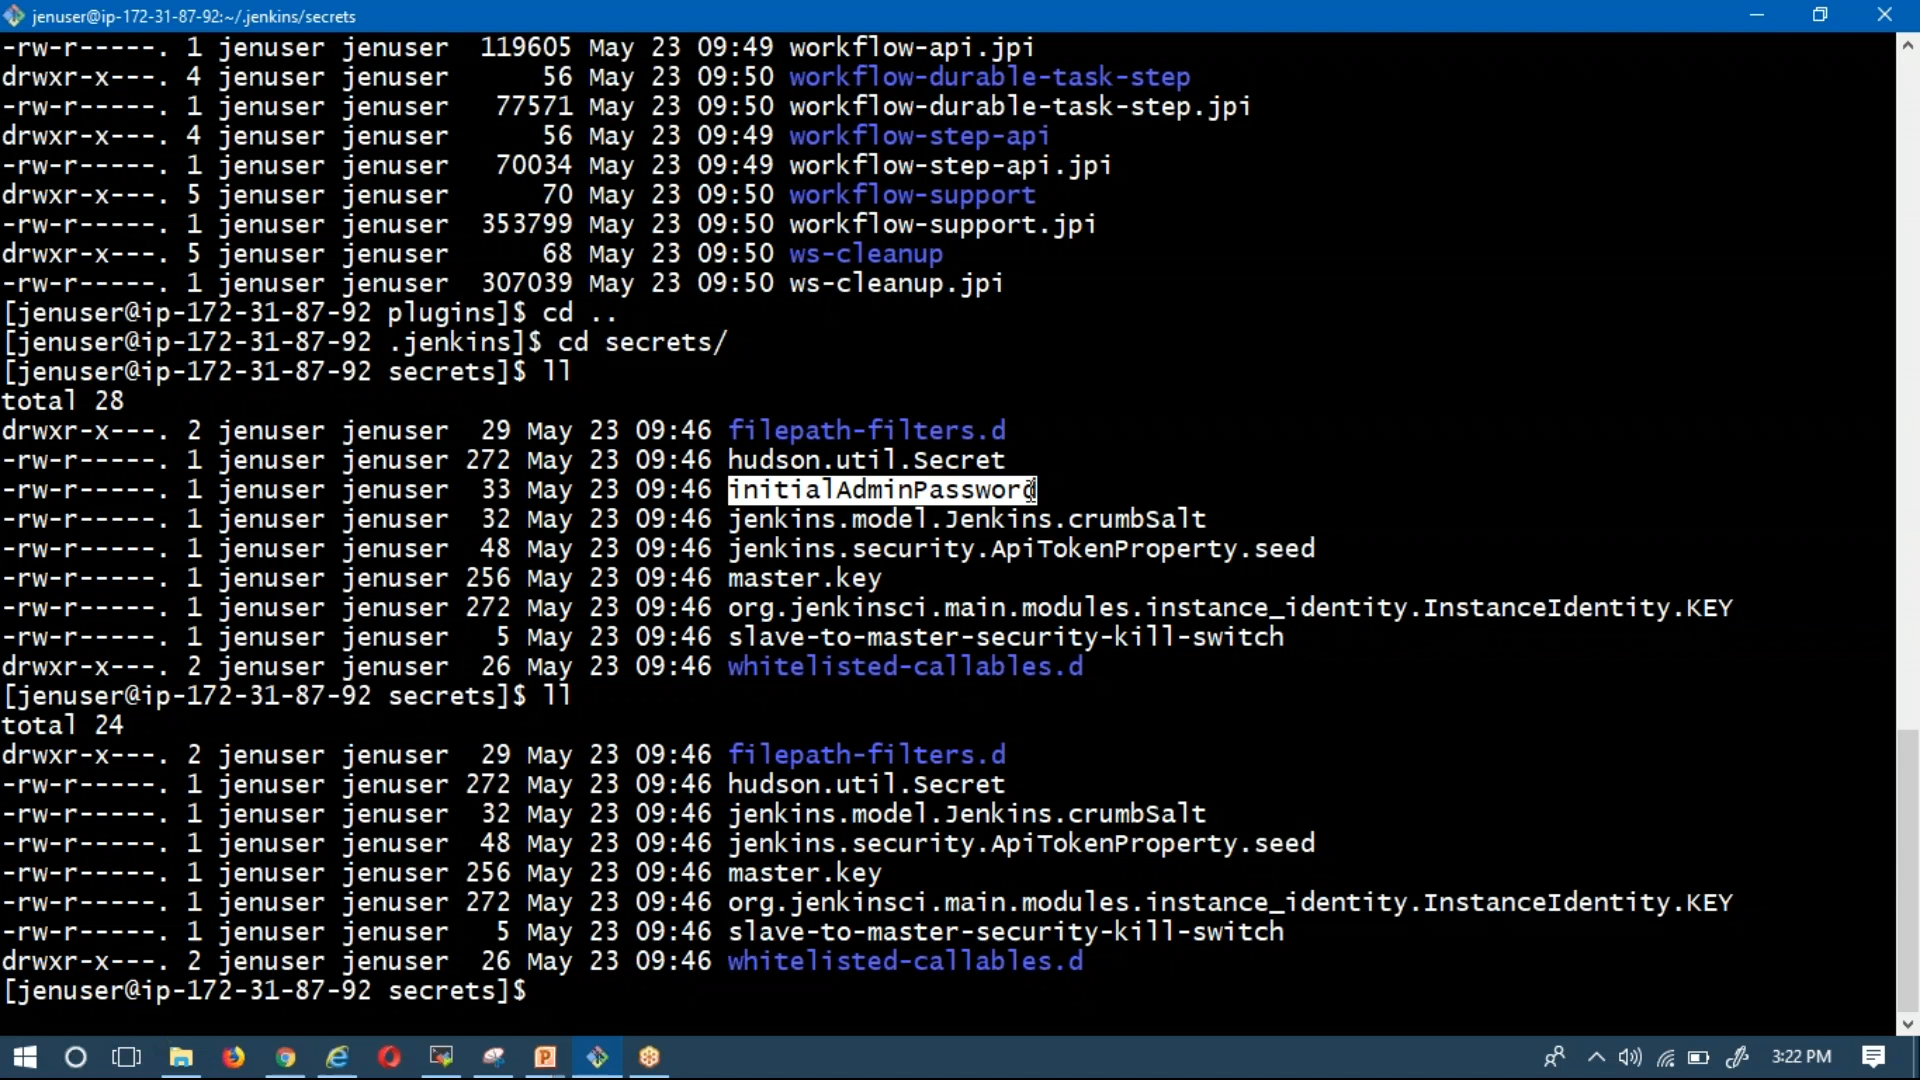 jenuser@ip-172-31-87-92:~/.jenkins/secrets
-rw-r-----. 1 jenuser jenuser  119605 May 23 09:49 workflow-api.jpi
drwxr-x---. 4 jenuser jenuser      56 May 23 09:50 workflow-durable-task-step
-rw-r-----. 1 jenuser jenuser   77571 May 23 09:50 workflow-durable-task-step.jpi
drwxr-x---. 4 jenuser jenuser      56 May 23 09:49 workflow-step-api
-rw-r-----. 1 jenuser jenuser   70034 May 23 09:49 workflow-step-api.jpi
drwxr-x---. 5 jenuser jenuser      70 May 23 09:50 workflow-support
-rw-r-----. 1 jenuser jenuser  353799 May 23 09:50 workflow-support.jpi
drwxr-x---. 5 jenuser jenuser      68 May 23 09:50 ws-cleanup
-rw-r-----. 1 jenuser jenuser  307039 May 23 09:50 ws-cleanup.jpi
[jenuser@ip-172-31-87-92 plugins]$ cd ..
[jenuser@ip-172-31-87-92 .jenkins]$ cd secrets/
[jenuser@ip-172-31-87-92 secrets]$ ll
total 28
drwxr-x---. 2 jenuser jenuser  29 May 23 09:46 filepath-filters.d
-rw-r-----. 1 jenuser jenuser 272 May 23 09:46 hudson.util.Secret
-rw-r-----. 1 jenuser jenuser  33 May 23 09:46 initialAdminPassword
-rw-r-----. 1 jenuser jenuser  32 May 23 09:46 jenkins.model.Jenkins.crumbSalt
-rw-r-----. 1 jenuser jenuser  48 May 23 09:46 jenkins.security.ApiTokenProperty.seed
-rw-r-----. 1 jenuser jenuser 256 May 23 09:46 master.key
-rw-r-----. 1 jenuser jenuser 272 May 23 09:46 org.jenkinsci.main.modules.instance_identity.InstanceIdentity.KEY
-rw-r-----. 1 jenuser jenuser   5 May 23 09:46 slave-to-master-security-kill-switch
drwxr-x---. 2 jenuser jenuser  26 May 23 09:46 whitelisted-callables.d
[jenuser@ip-172-31-87-92 secrets]$ ll
total 24
drwxr-x---. 2 jenuser jenuser  29 May 23 09:46 filepath-filters.d
-rw-r-----. 1 jenuser jenuser 272 May 23 09:46 hudson.util.Secret
-rw-r-----. 1 jenuser jenuser  32 May 23 09:46 jenkins.model.Jenkins.crumbSalt
-rw-r-----. 1 jenuser jenuser  48 May 23 09:46 jenkins.security.ApiTokenProperty.seed
-rw-r-----. 1 jenuser jenuser 256 May 23 09:46 master.key
-rw-r-----. 1 jenuser jenuser 272 May 23 09:46 org.jenkinsci.main.modules.instance_identity.InstanceIdentity.KEY
-rw-r-----. 1 jenuser jenuser   5 May 23 09:46 slave-to-master-security-kill-switch
drwxr-x---. 2 jenuser jenuser  26 May 23 09:46 whitelisted-callables.d
[jenuser@ip-172-31-87-92 secrets]$
3:22 PM